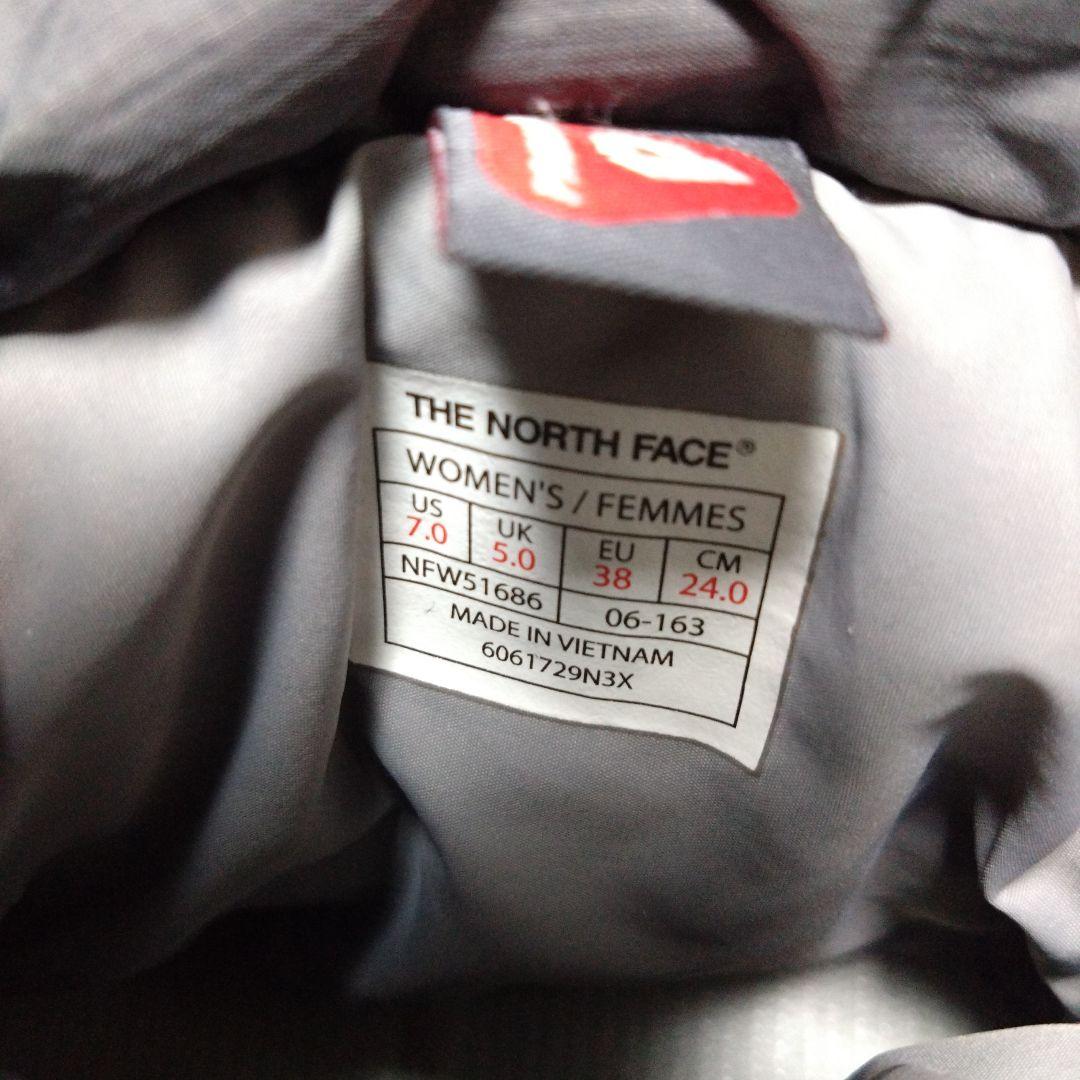 THE NORTH FACE®
WOMEN'S / FEMMES
US UK EU CM
7.0 5.0 38 24.0
NFW51686 06-163
MADE IN VIETNAM
6061729N3X